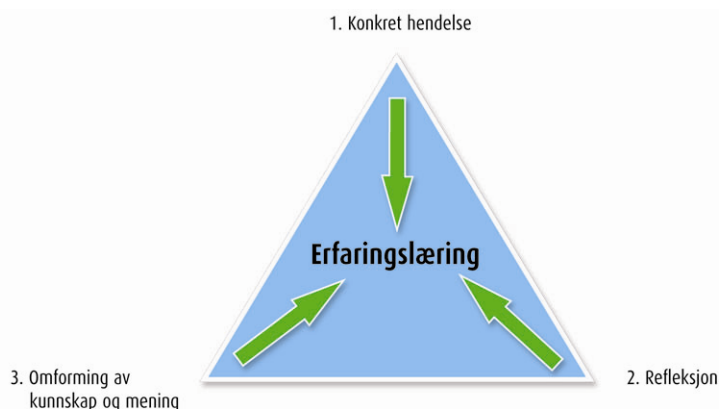 1. Konkret hendelse
Erfaringslæring
3. Omforming av
kunnskap og mening
2. Refleksjon